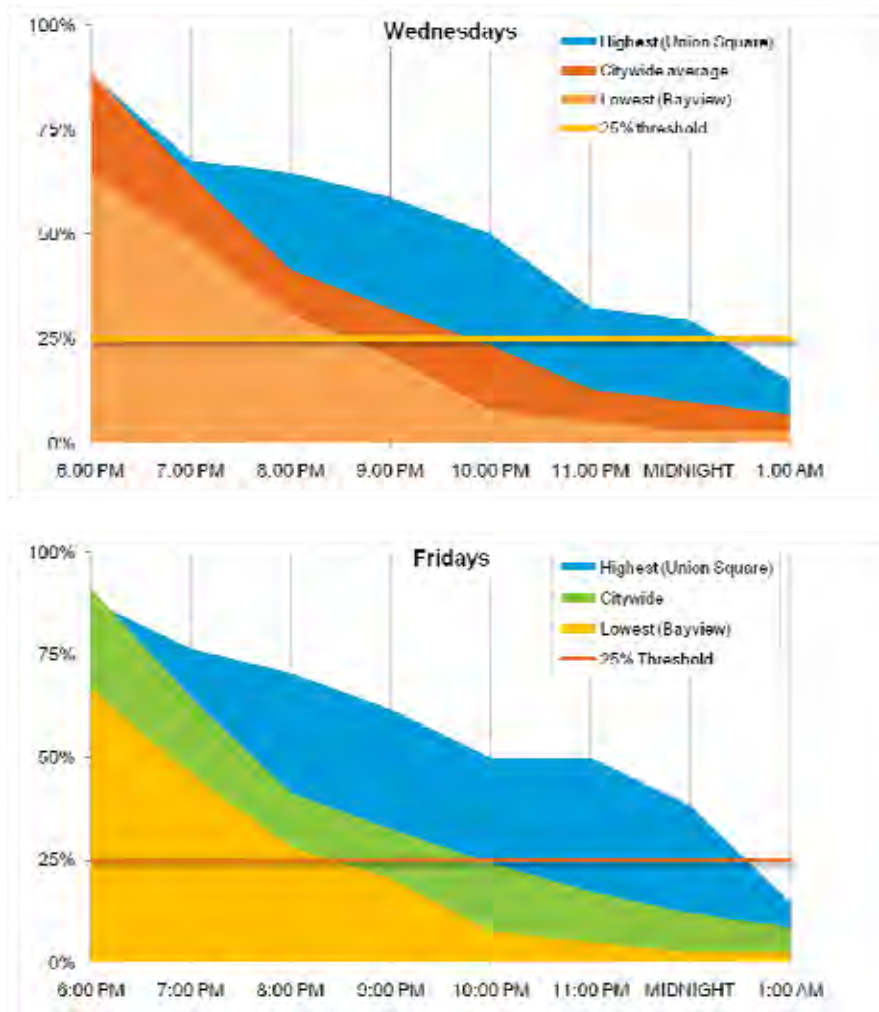 100%
Wednesdays
Highest (Union Square)
Citywide average
Lowest (Bayview)
25% threshold
75%
50%
25%
0%
6:00 PM 7:00 PM 8:00 PM 9:00 PM 10:00 PM 11:00 PM MIDNIGHT 1:00 AM
100%
Fridays
Highest (Union Square)
Citywide
Lowest (Bayview)
25% Threshold
75%
50%
25%
0%
6:00 PM 7:00 PM 8:00 PM 9:00 PM 10:00 PM 11:00 PM MIDNIGHT 1:00 AM